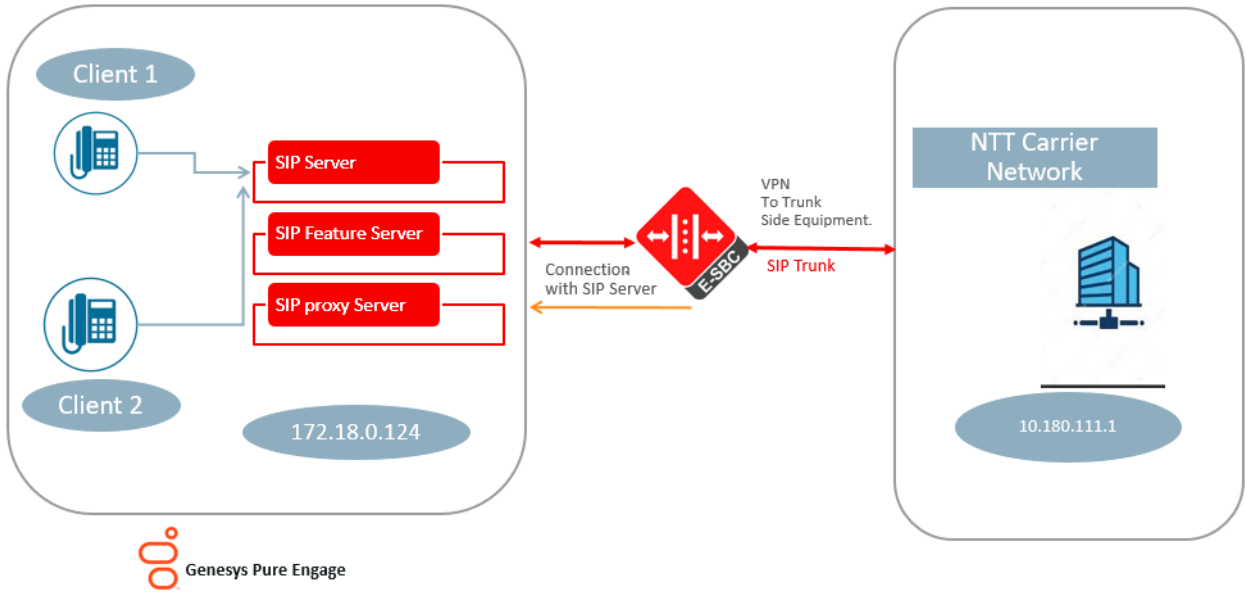 Client 1
SIP Server
SIP Feature Server
SIP proxy Server
Client 2
172.18.0.124
Genesys Pure Engage
Connection
with SIP Server
E-SBC
VPN
To Trunk
Side Equipment.
SIP Trunk
NTT Carrier
Network
10.180.111.1